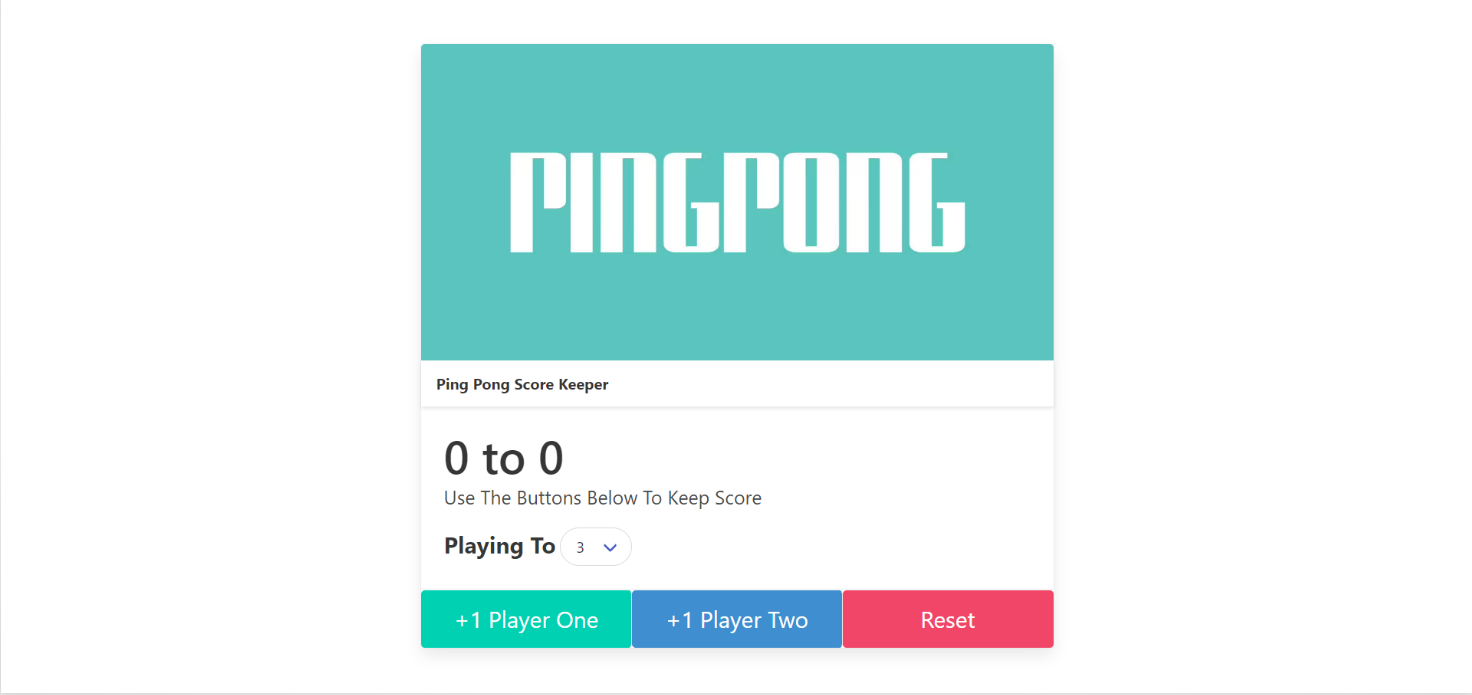 PINGPONG
Ping Pong Score Keeper
0 to 0
Use The Buttons Below To Keep Score
Playing To 3
+1 Player One +1 Player Two Reset